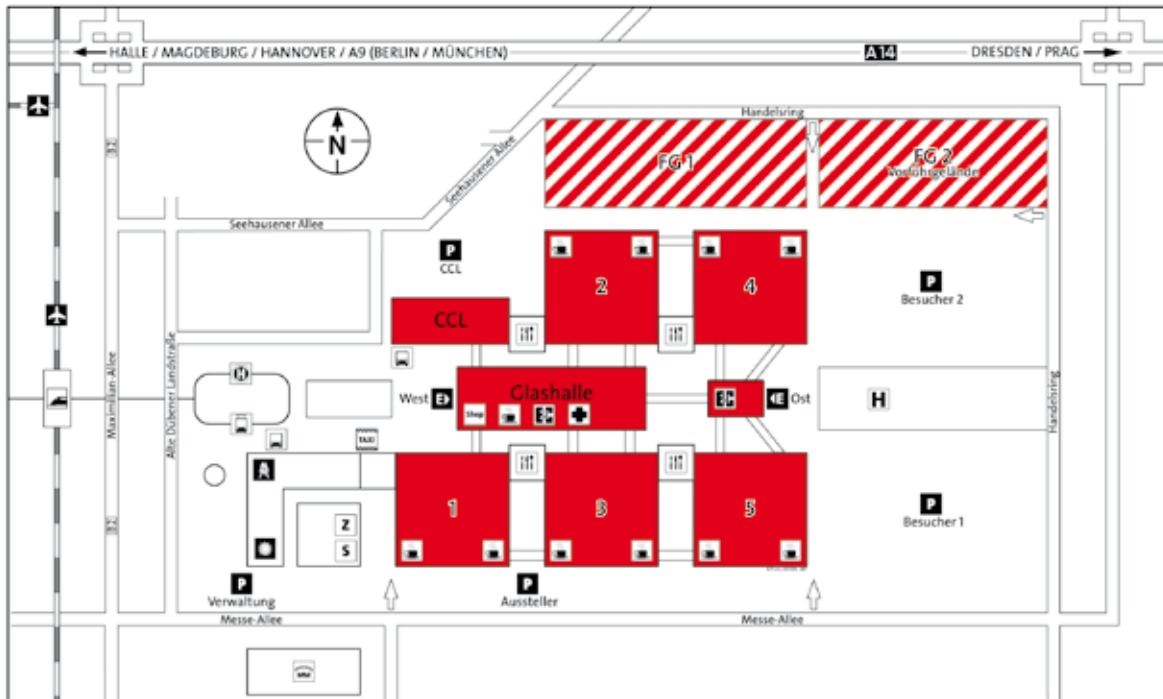 HALLE / MAGDEBURG / HANNOVER / A9 (BERLIN / MÜNCHEN)
A14
DRESDEN / PRAG
N
B2
Handelsring
Seehausener Allee
FG 1
FG 2
Vorführgelände
Seehausener Allee
P
CCL
2
4
P
Besucher 2
CCL
Maximilian-Allee
Alte Dübener Landstraße
H
West
E
Glashalle
Shop
EC
EC
E
Ost
H
Handelsring
TAXI
A
1
3
5
P
Besucher 1
Z
S
B2
P
Verwaltung
P
Aussteller
Messe-Allee
Messe-Allee